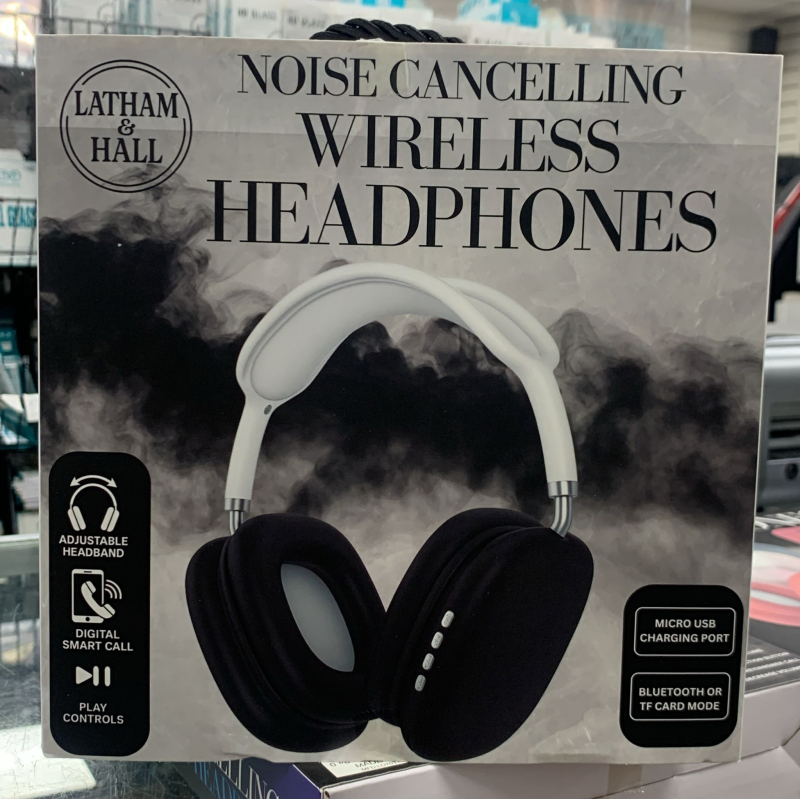 LATHAM
&
HALL
NOISE CANCELLING
WIRELESS
HEADPHONES
ADJUSTABLE
HEADBAND
DIGITAL
SMART CALL
PLAY
CONTROLS
MICRO USB
CHARGING PORT
BLUETOOTH OR
TF CARD MODE